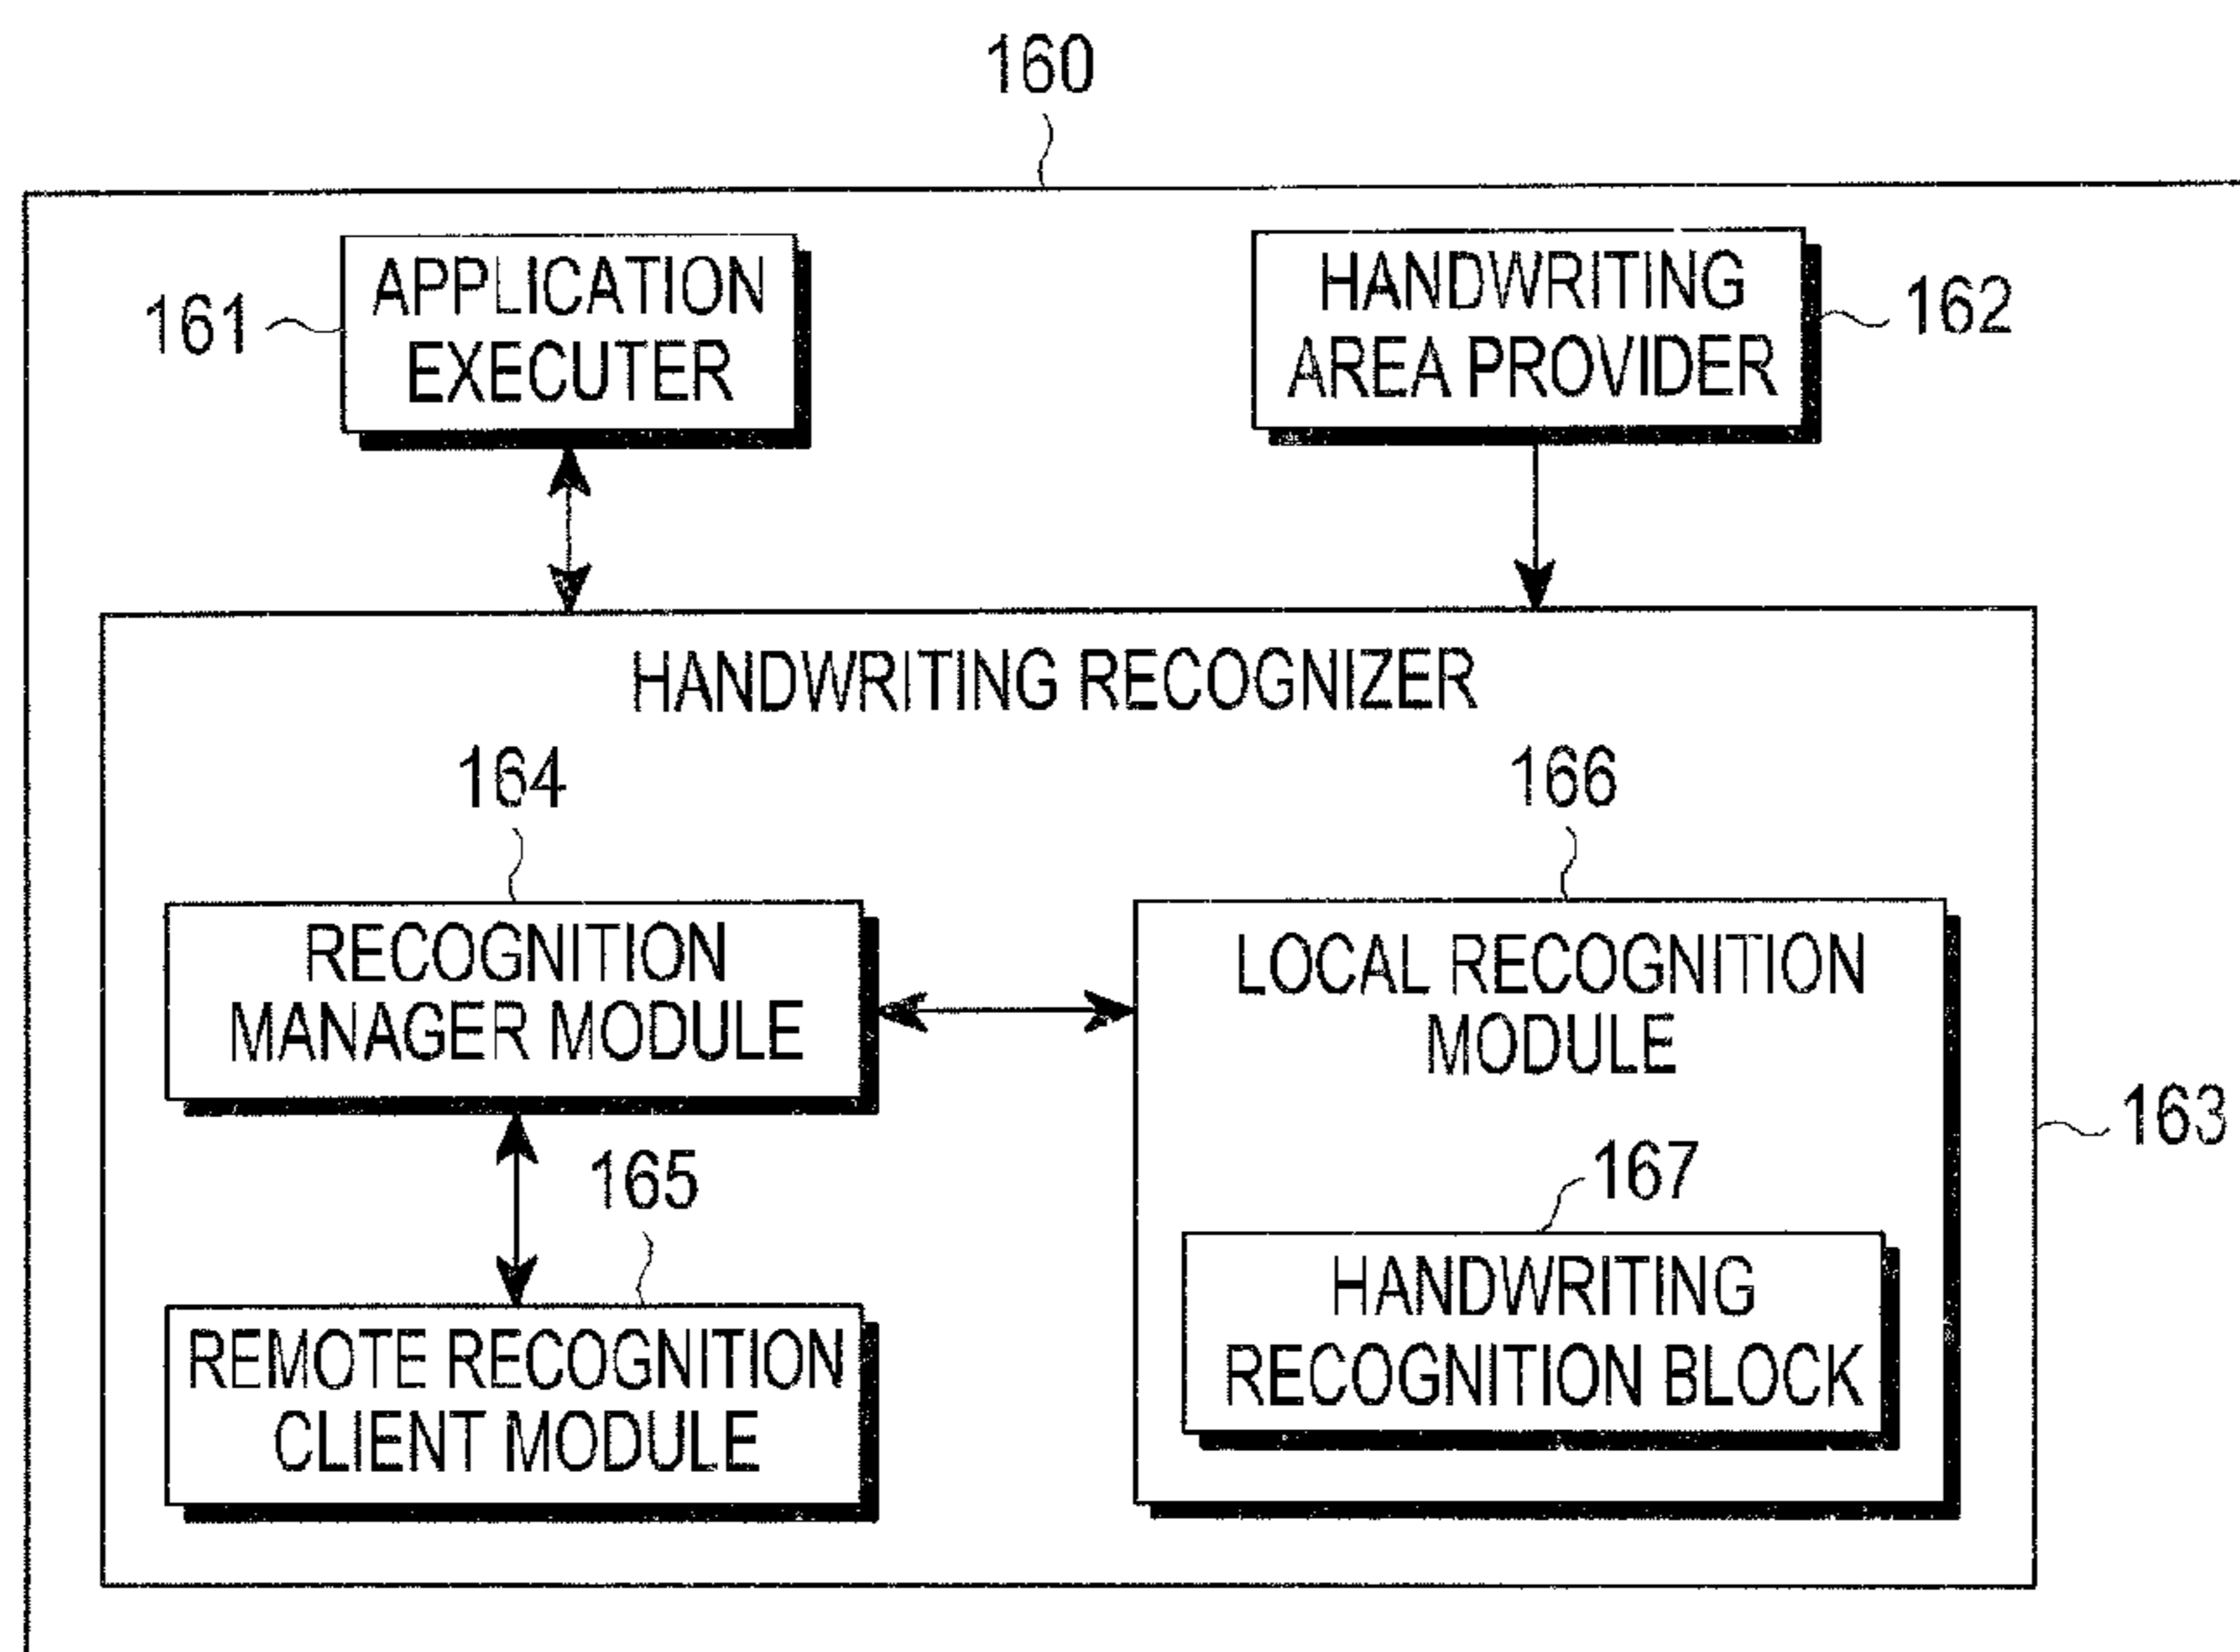 160
161
APPLICATION
EXECUTER
HANDWRITING
AREA PROVIDER
162
HANDWRITING RECOGNIZER
164
166
RECOGNITION
MANAGER MODULE
LOCAL RECOGNITION
MODULE
163
165
167
REMOTE RECOGNITION
CLIENT MODULE
HANDWRITING
RECOGNITION BLOCK